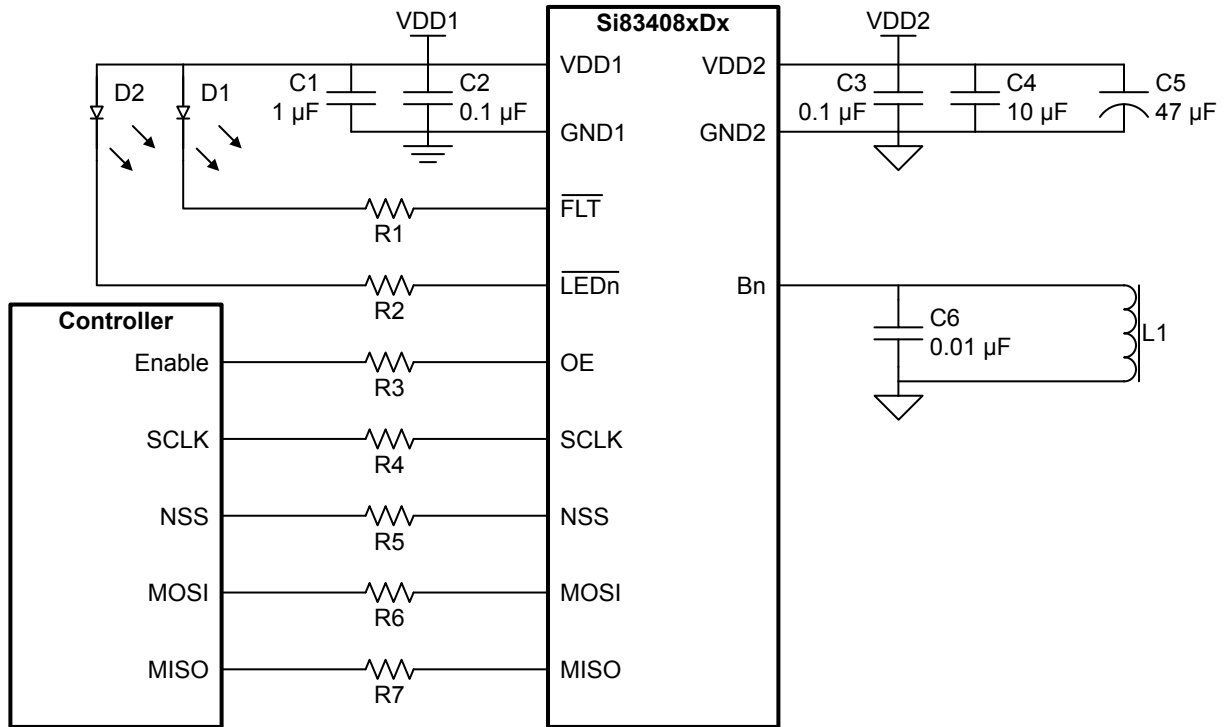 Si83408xDx
VDD1
VDD2
VDD1
VDD2
D2
D1
C1
1 µF
C2
0.1 µF
C3
0.1 µF
C4
10 µF
C5
47 µF
GND1
GND2
FLT
R1
LEDn
Bn
R2
C6
0.01 µF
L1
Controller
Enable
R3
OE
SCLK
R4
SCLK
NSS
R5
NSS
MOSI
R6
MOSI
MISO
R7
MISO